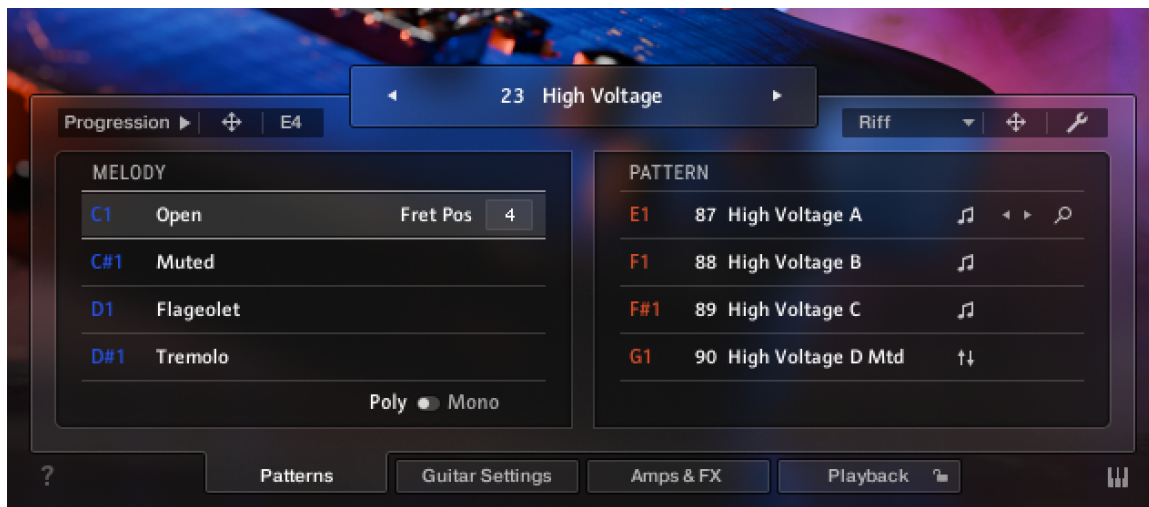 23 High Voltage
Progression E4
Riff
MELODY
C1 Open Fret Pos 4
C#1 Muted
D1 Flageolet
D#1 Tremolo
Poly Mono
PATTERN
E1 87 High Voltage A
F1 88 High Voltage B
F#1 89 High Voltage C
G1 90 High Voltage D Mtd
? Patterns Guitar Settings Amps & FX Playback